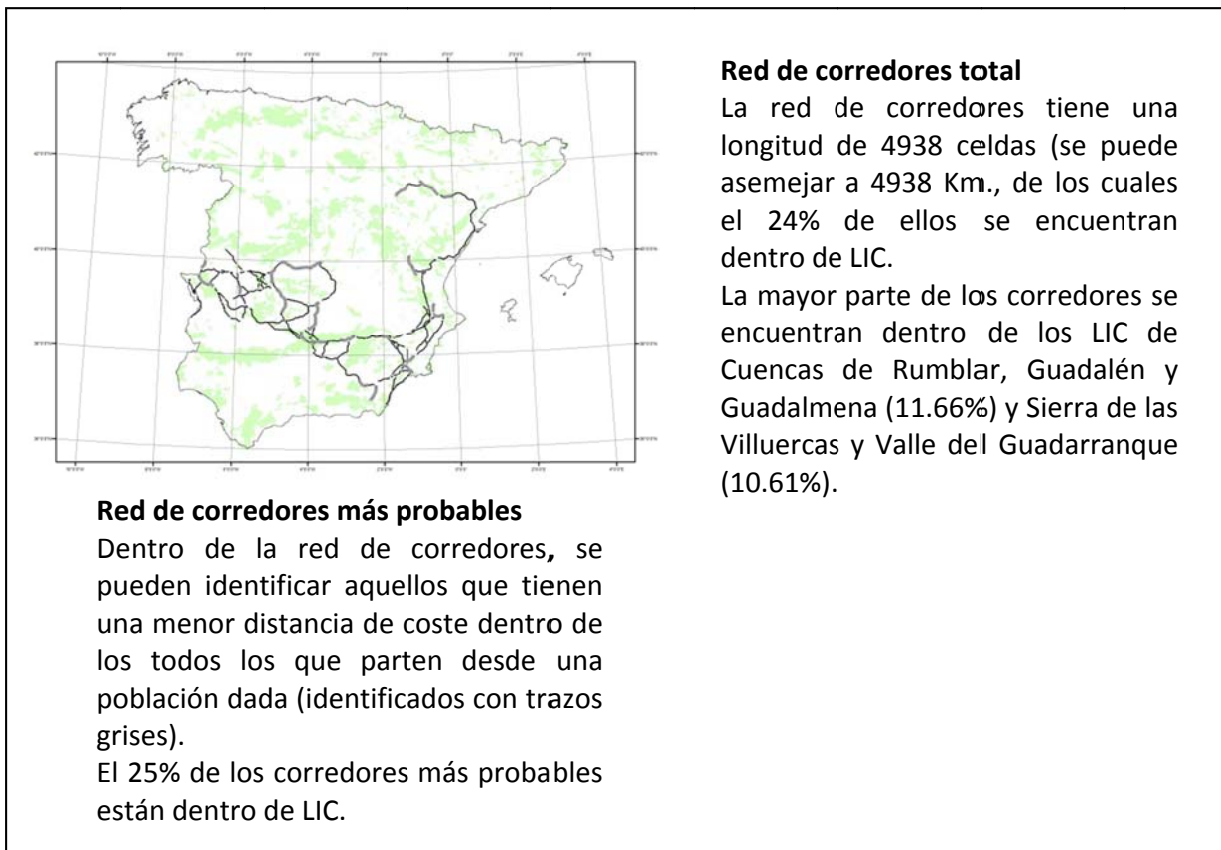 Red de corredores total
La red de corredores tiene una
longitud de 4938 celdas (se puede
asemejar a 4938 Km., de los cuales
el 24% de ellos se encuentran
dentro de LIC.
La mayor parte de los corredores se
encuentran dentro de los LIC de
Cuencas de Rumblar, Guadalén y
Guadalmena (11.66%) y Sierra de las
Villuercas y Valle del Guadarranque
(10.61%).
Red de corredores más probables
Dentro de la red de corredores, se
pueden identificar aquellos que tienen
una menor distancia de coste dentro de
los todos los que parten desde una
población dada (identificados con trazos
grises).
El 25% de los corredores más probables
están dentro de LIC.